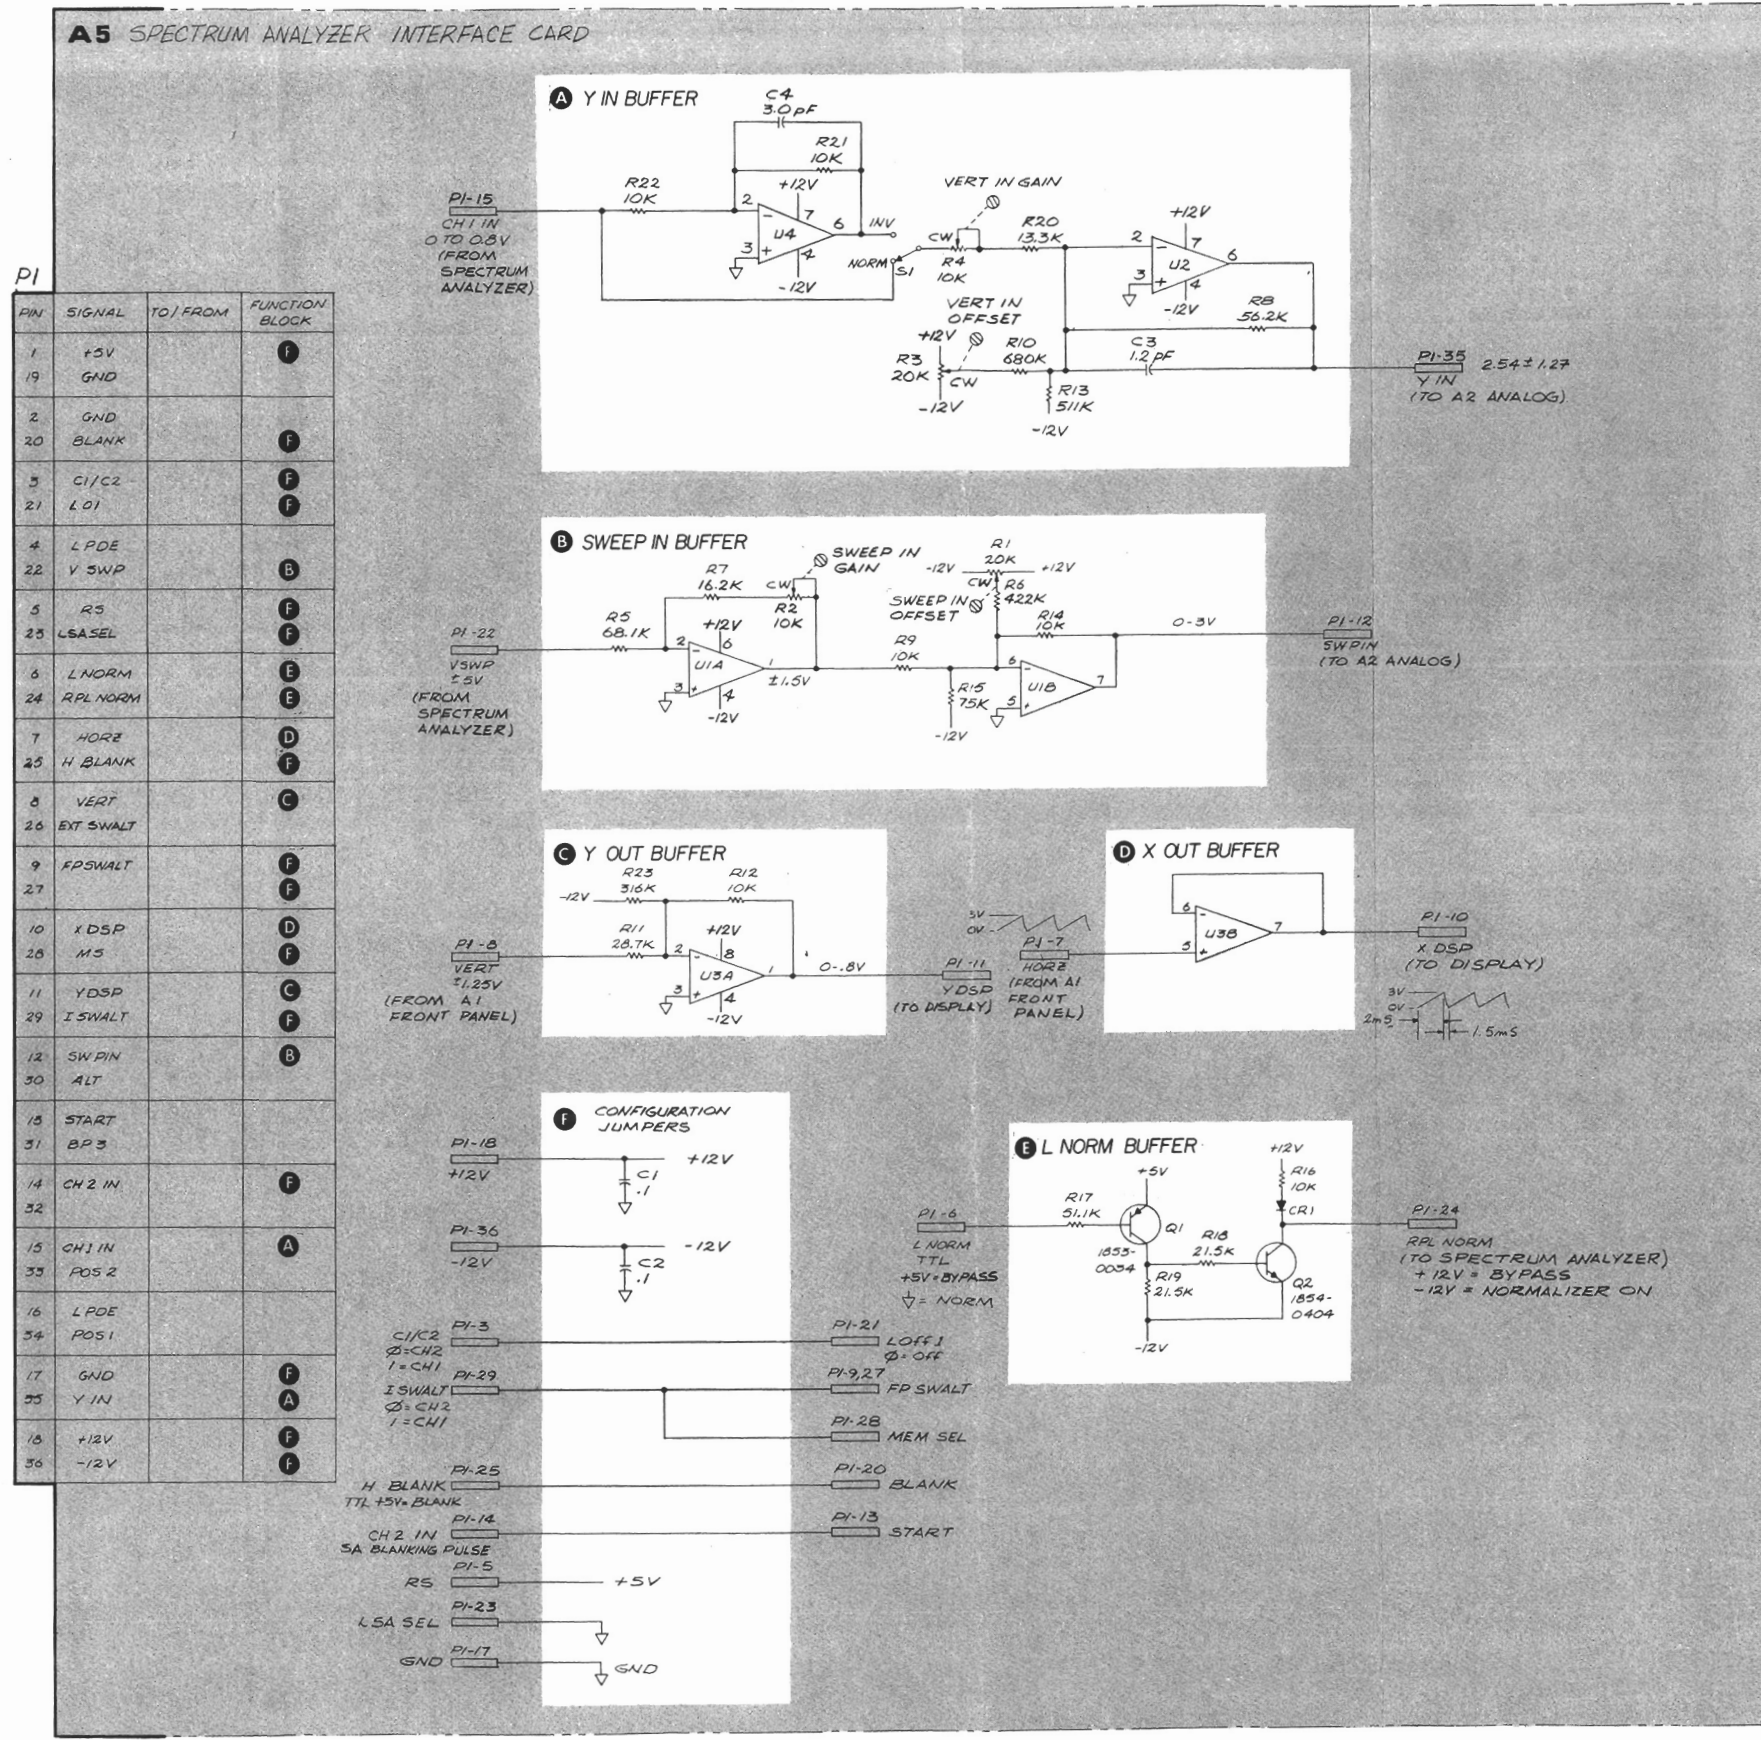 A5 SPECTRUM ANALYZER INTERFACE CARD
P1
PIN SIGNAL TO/FROM FUNCTION BLOCK
1 +5V F
19 GND
2 GND
20 BLANK F
3 C1/C2 F
21 LO1 F
4 LPDE
22 V SWP B
5 RS F
23 LSASEL F
6 L NORM E
24 RPL NORM E
7 HORZ D
25 H BLANK F
8 VERT C
26 EXT SWALT
9 FPSWALT F
27 F
10 X DSP D
28 MS F
11 YDSP C
29 I SWALT F
12 SW PIN B
30 ALT
13 START
31 BP3
14 CH 2 IN F
32
15 CH1 IN A
33 POS 2
16 LPDE
34 POS1
17 GND F
35 Y IN A
18 +12V F
36 -12V F
A Y IN BUFFER
C4
3.0 pF
R21
10K
R22
10K
+12V
P1-15
CH 1 IN
0 TO 0.8V
(FROM
SPECTRUM
ANALYZER)
2
7
6
U4
3
4
-12V
INV
NORM
S1
VERT IN GAIN
CW
R4
10K
R20
13.3K
+12V
2
7
6
U2
3
4
-12V
R8
56.2K
VERT IN
OFFSET
+12V
R3
20K
CW
-12V
R10
680K
C3
1.2 pF
R13
511K
-12V
P1-35
Y IN
(TO A2 ANALOG)
2.54 ± 1.27
B SWEEP IN BUFFER
SWEEP IN
GAIN
R7
16.2K
CW
R2
10K
R5
68.1K
P1-22
VSWP
±5V
(FROM
SPECTRUM
ANALYZER)
+12V
2
6
U1A
1
3
4
-12V
±1.5V
R1
20K
-12V
+12V
CW
R6
422K
SWEEP IN
OFFSET
R14
10K
R9
10K
R15
75K
-12V
6
U1B
7
5
0-3V
P1-12
SWPIN
(TO A2 ANALOG)
C Y OUT BUFFER
R23
316K
R12
10K
-12V
R11
28.7K
+12V
P1-8
VERT
±1.25V
(FROM A1
FRONT PANEL)
2
8
U3A
1
3
4
-12V
0-.8V
P1-11
YDSP
(TO DISPLAY)
D X OUT BUFFER
3V
0V
P1-7
HORZ
(FROM A1
FRONT
PANEL)
6
U3B
7
5
P1-10
X DSP
(TO DISPLAY)
3V
0V
2mS
1.5mS
F CONFIGURATION
JUMPERS
P1-18
+12V
+12V
C1
.1
P1-36
-12V
-12V
C2
.1
P1-3
C1/C2
Ø=CH2
1=CH1
P1-21
LOFF1
Ø=OFF
P1-29
I SWALT
Ø=CH2
1=CH1
P1-9,27
FP SWALT
P1-28
MEM SEL
P1-25
H BLANK
TTL +5V=BLANK
P1-20
BLANK
P1-14
CH 2 IN
SA BLANKING PULSE
P1-13
START
P1-5
RS
+5V
P1-23
LSA SEL
P1-17
GND
GND
E L NORM BUFFER
+5V
+12V
R16
10K
CR1
R17
51.1K
P1-6
L NORM
TTL
+5V=BYPASS
= NORM
Q1
1853-
0034
R18
21.5K
R19
21.5K
Q2
1854-
0404
-12V
P1-24
RPL NORM
(TO SPECTRUM ANALYZER)
+12V = BYPASS
-12V = NORMALIZER ON